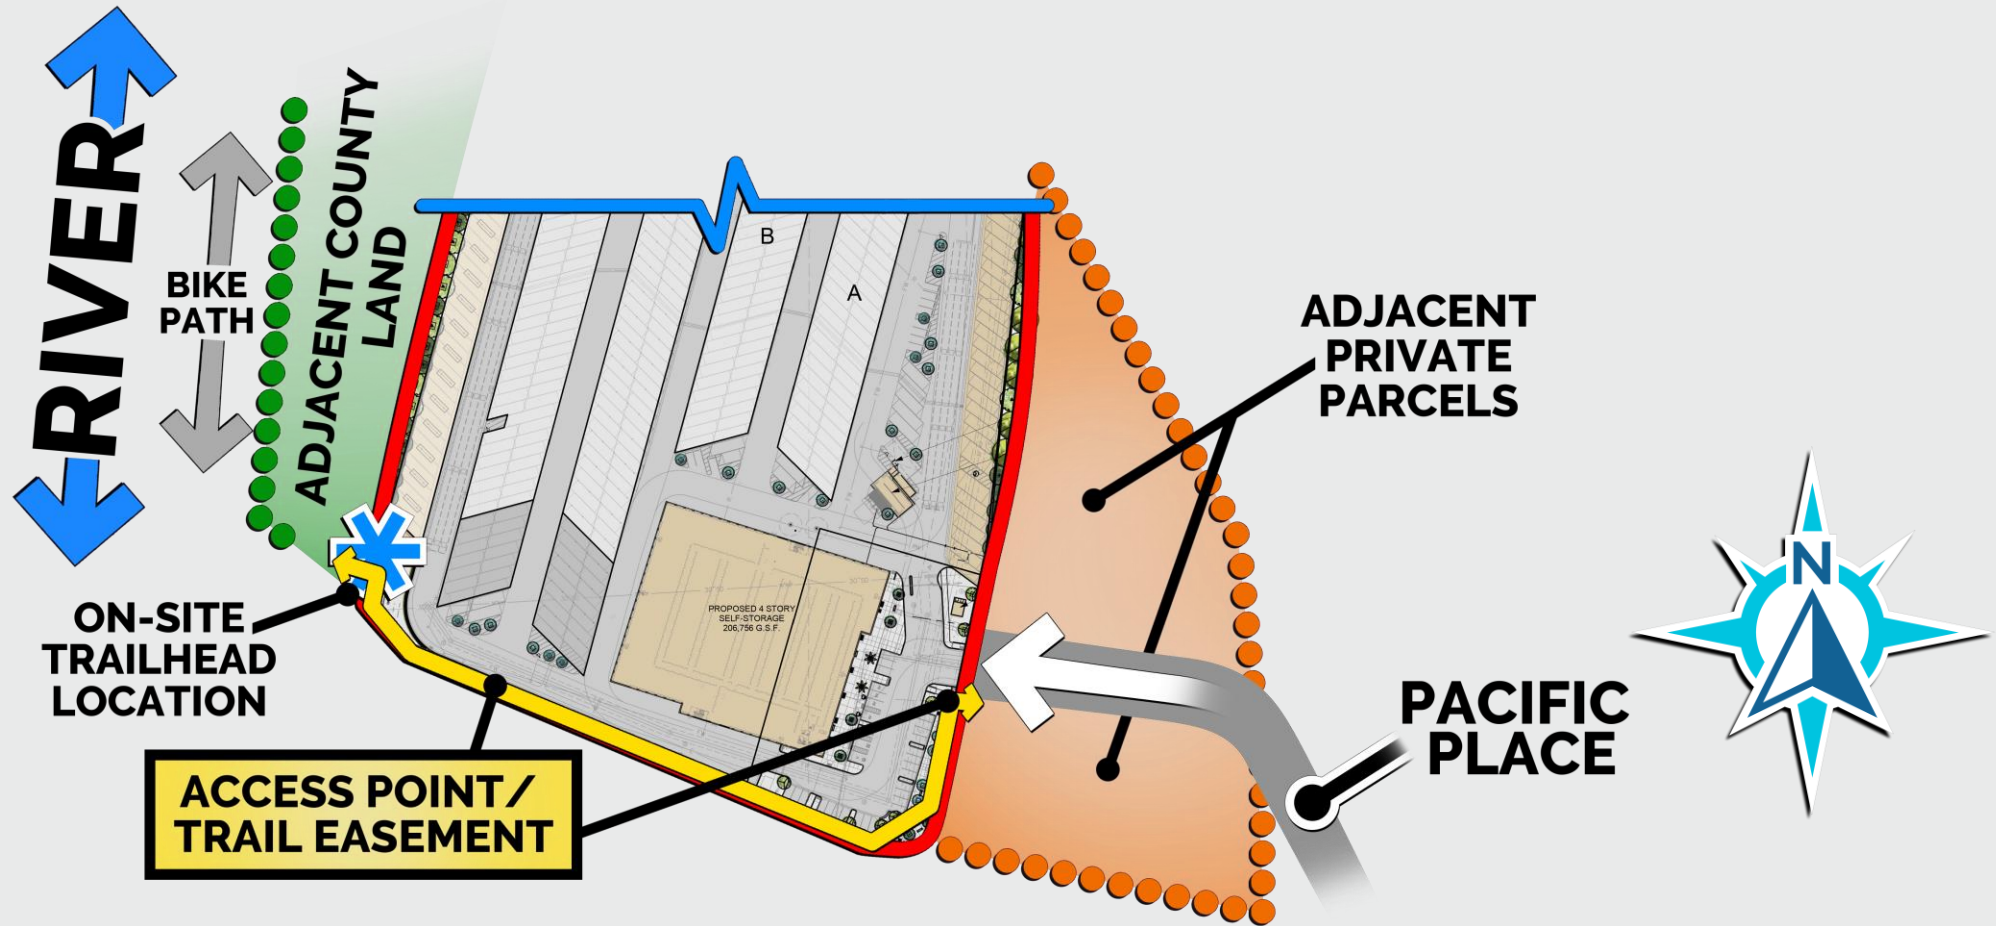 RIVER
BIKE
PATH
ADJACENT COUNTY
LAND
B
A
ADJACENT
PRIVATE
PARCELS
N
PROPOSED 4 STORY
SELF-STORAGE
206,756 G.S.F.
ON-SITE
TRAILHEAD
LOCATION
PACIFIC
PLACE
ACCESS POINT/
TRAIL EASEMENT